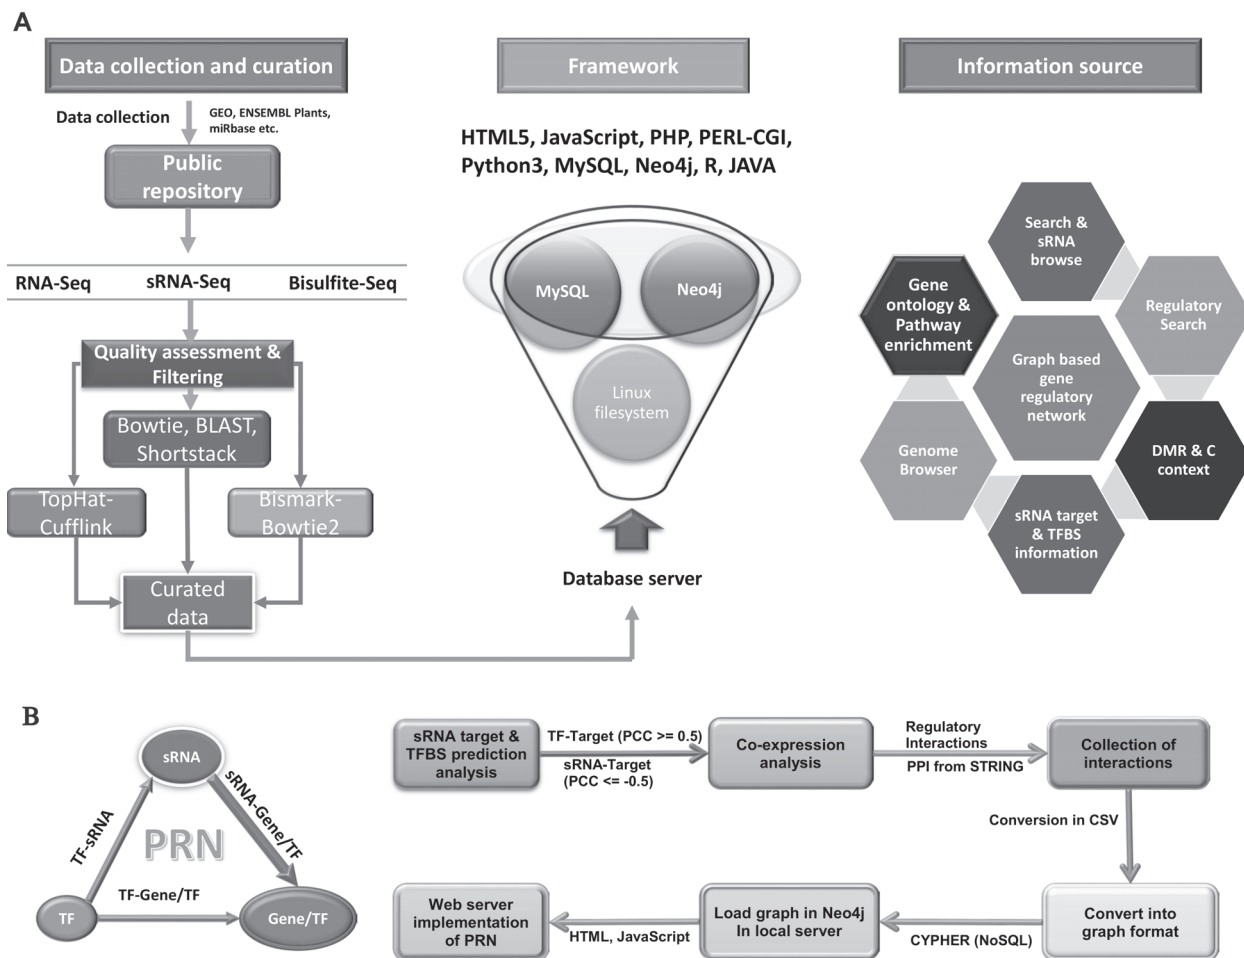 A
Data collection and curation
Framework
Information source
Data collection
GEO, ENSEMBL Plants,
miRbase etc.
Public
repository
RNA-Seq
sRNA-Seq
Bisulfite-Seq
Quality assessment &
Filtering
Bowtie, BLAST,
Shortstack
TopHat-
Cufflink
Bismark-
Bowtie2
Curated
data
HTML5, JavaScript, PHP, PERL-CGI,
Python3, MySQL, Neo4j, R, JAVA
MySQL
Neo4j
Linux
filesystem
Database server
Search &
sRNA
browse
Gene
ontology &
Pathway
enrichment
Regulatory
Search
Graph based
gene
regulatory
network
Genome
Browser
DMR & C
context
sRNA target
& TFBS
information
B
sRNA
TF-sRNA
sRNA-Gene/TF
PRN
TF-Gene/TF
TF
Gene/TF
sRNA target &
TFBS prediction
analysis
TF-Target (PCC >= 0.5)
sRNA-Target
(PCC <= -0.5)
Co-expression
analysis
Regulatory
Interactions
PPI from STRING
Collection of
interactions
Conversion in CSV
Convert into
graph format
CYPHER (NoSQL)
Load graph in Neo4j
In local server
HTML, JavaScript
Web server
implementation
of PRN